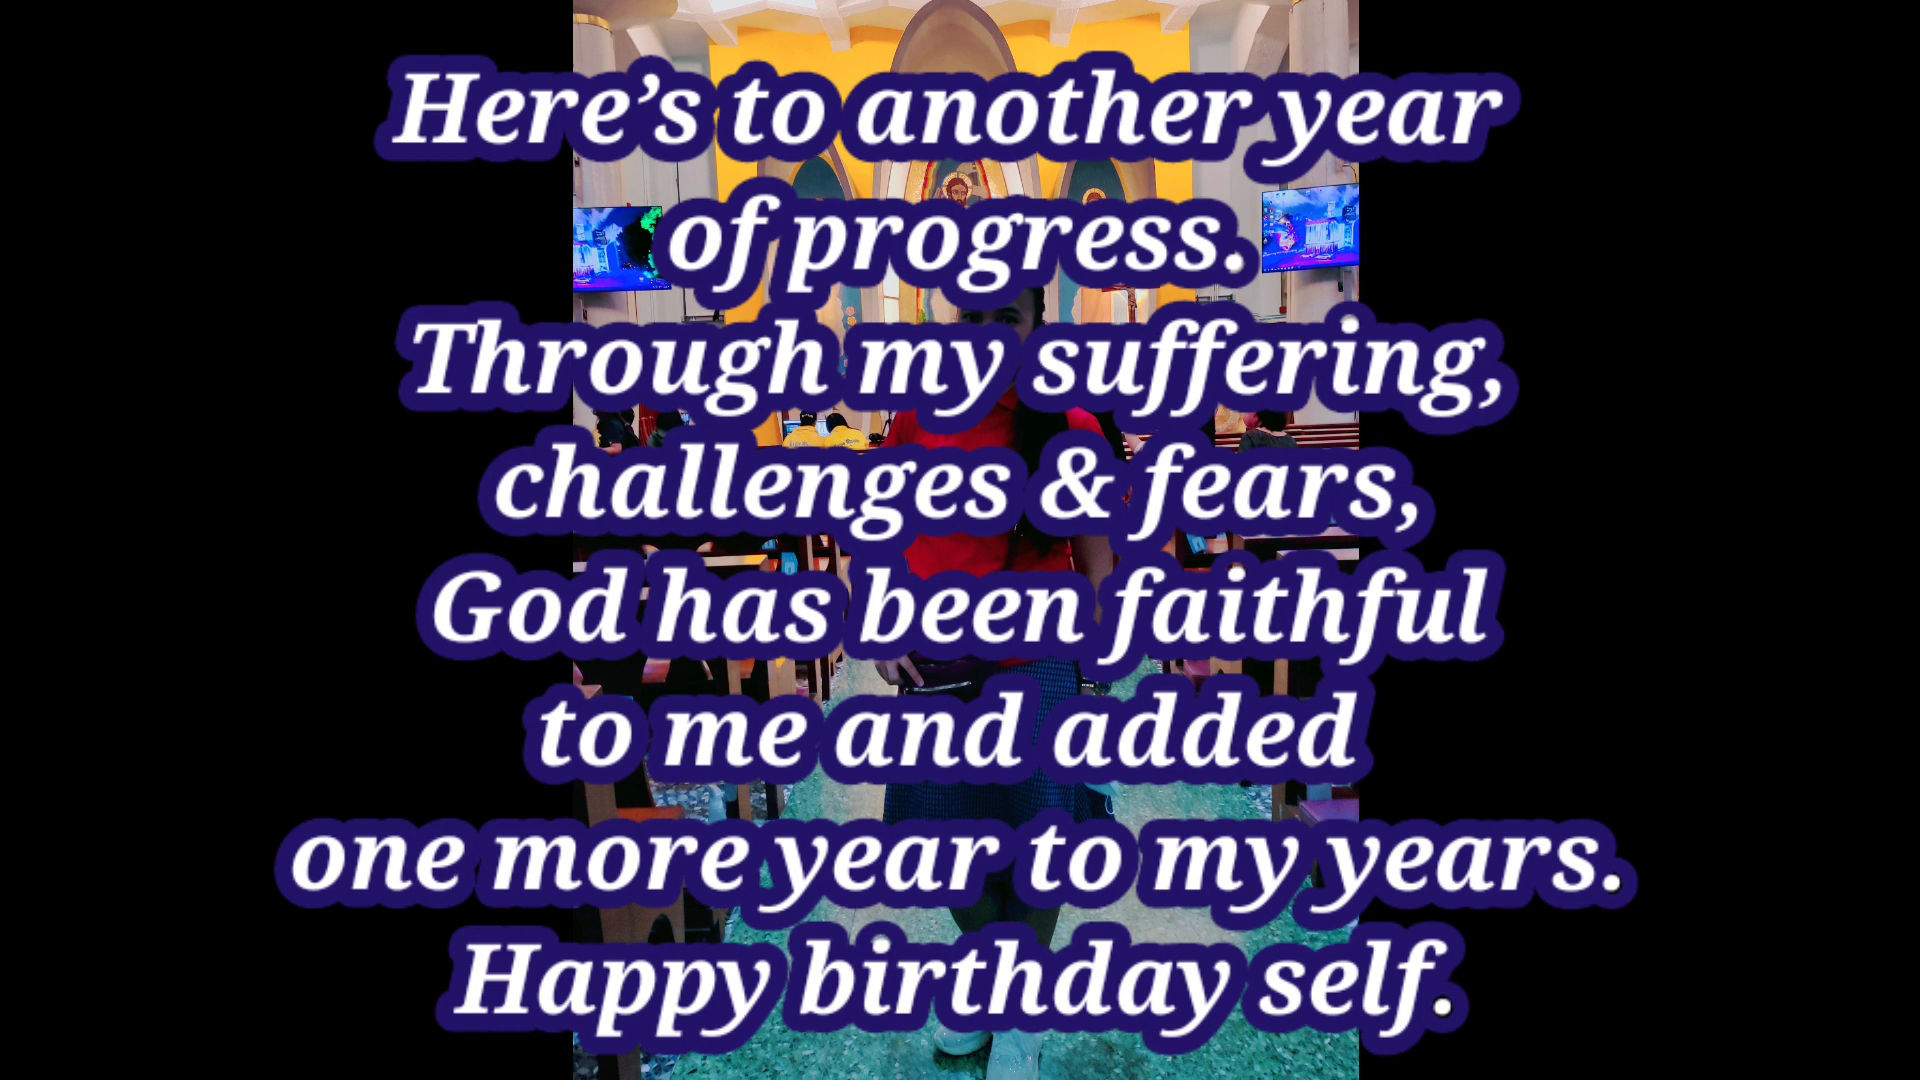 Here’s to another year
of progress.
Through my suffering,
challenges & fears,
God has been faithful
to me and added
one more year to my years.
Happy birthday self.